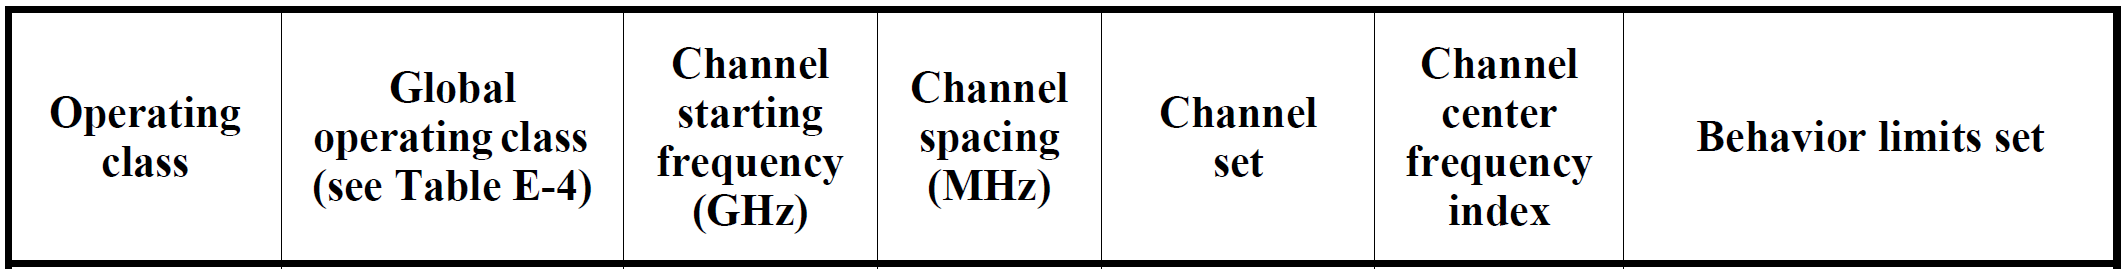 Operating
class
Global
operating class
(see Table E-4)
Channel
starting
frequency
(GHz)
Channel
spacing
(MHz)
Channel
set
Channel
center
frequency
index
Behavior limits set